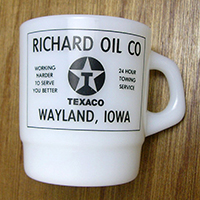 RICHARD OIL CO
WORKING
HARDER
TO SERVE
YOU BETTER
T
24 HOUR
TOWING
SERVICE
TEXACO
WAYLAND, IOWA